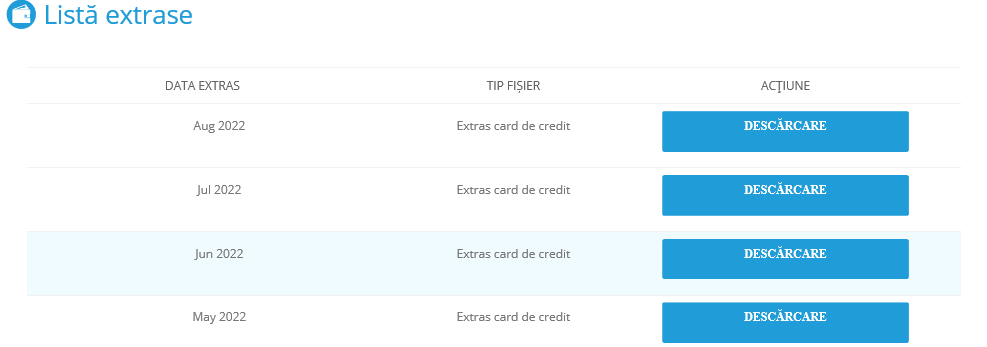 Listă extrase
DATA EXTRAS TIP FIȘIER ACŢIUNE
Aug 2022 Extras card de credit DESCĂRCARE
Jul 2022 Extras card de credit DESCĂRCARE
Jun 2022 Extras card de credit DESCĂRCARE
May 2022 Extras card de credit DESCĂRCARE